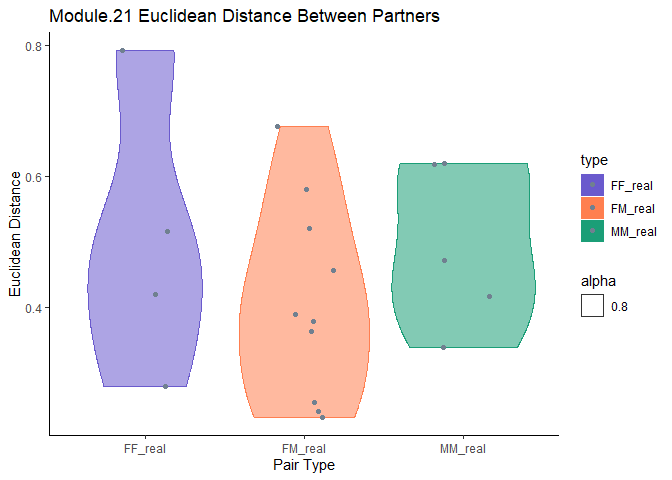 Module.21 Euclidean Distance Between Partners
Euclidean Distance
0.8
0.6
0.4
FF_real
FM_real
MM_real
Pair Type
type
FF_real
FM_real
MM_real
alpha
0.8